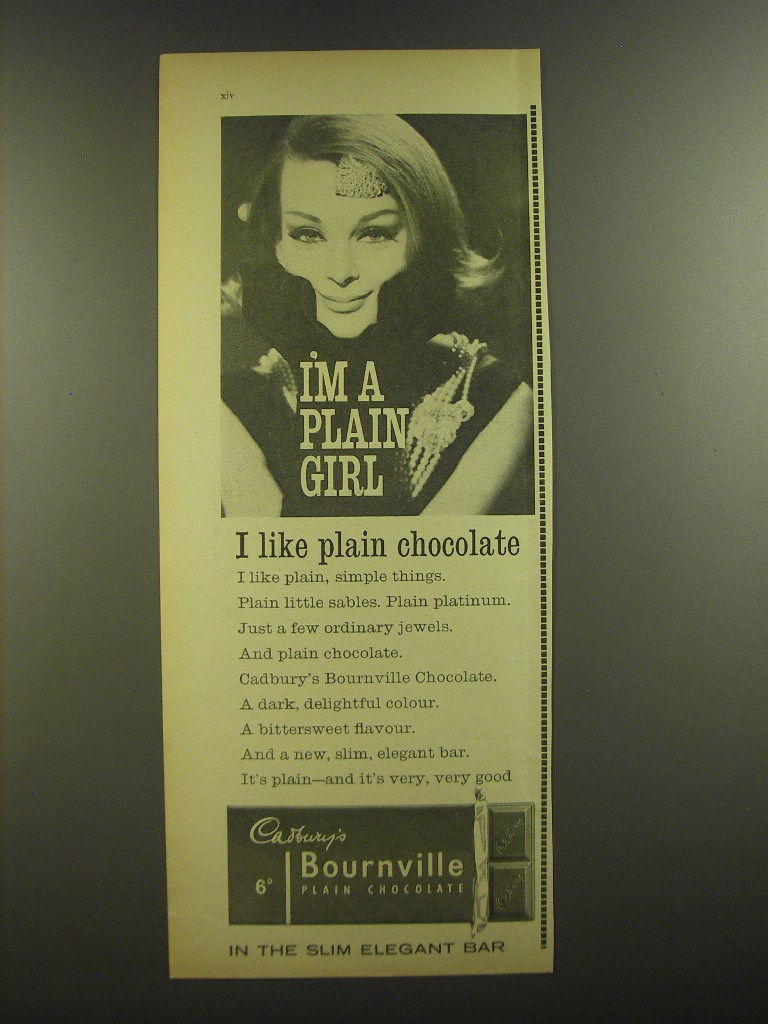 xiv
I'M A
PLAIN
GIRL
I like plain chocolate
I like plain, simple things.
Plain little sables. Plain platinum.
Just a few ordinary jewels.
And plain chocolate.
Cadbury's Bournville Chocolate.
A dark, delightful colour.
A bittersweet flavour.
And a new, slim, elegant bar.
It's plain—and it's very, very good
Cadbury's
6D
Bournville
PLAIN CHOCOLATE
Cadbury
Cadbury
IN THE SLIM ELEGANT BAR